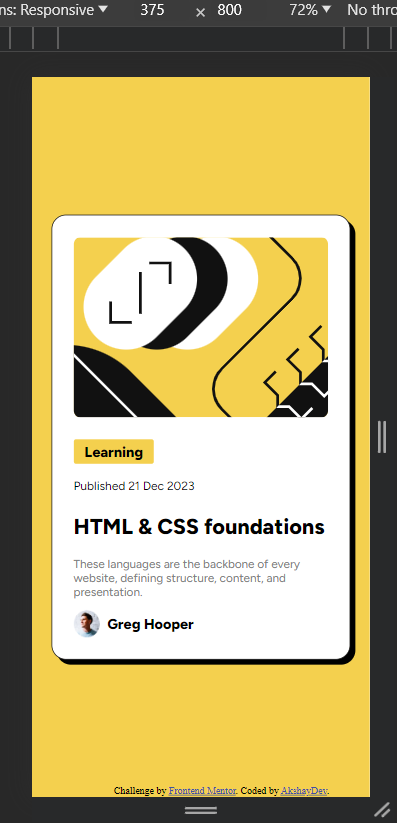 ns: Responsive ▼ 375 × 800 72% ▼ No thro
Learning
Published 21 Dec 2023
HTML & CSS foundations
These languages are the backbone of every
website, defining structure, content, and
presentation.
Greg Hooper
Challenge by Frontend Mentor. Coded by AkshayDev.